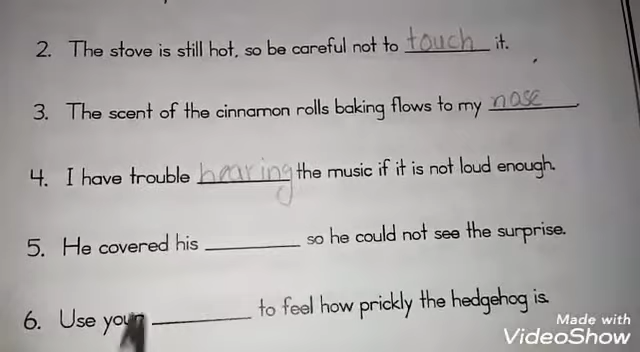 2. The stove is still hot, so be careful not to touch it.
3. The scent of the cinnamon rolls baking flows to my nose.
4. I have trouble hearing the music if it is not loud enough.
5. He covered his ________ so he could not see the surprise.
6. Use your ________ to feel how prickly the hedgehog is.
Made with
VideoShow